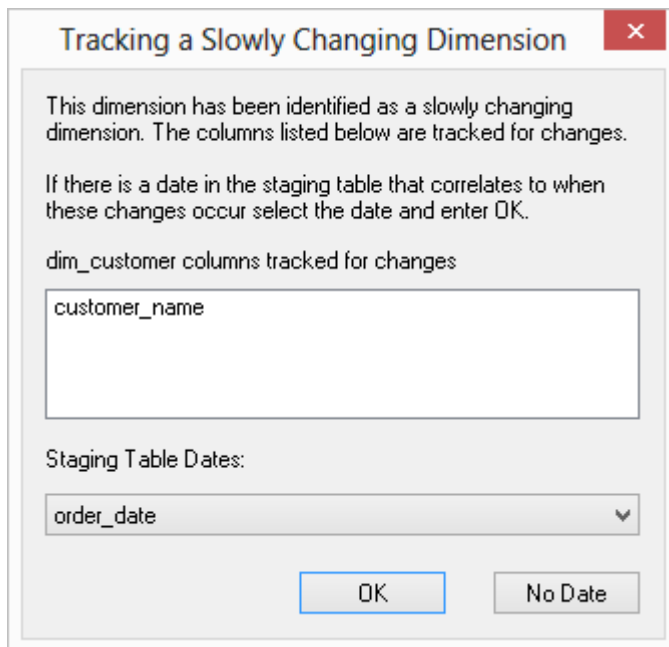 Tracking a Slowly Changing Dimension
This dimension has been identified as a slowly changing
dimension. The columns listed below are tracked for changes.
If there is a date in the staging table that correlates to when
these changes occur select the date and enter OK.
dim_customer columns tracked for changes
customer_name
Staging Table Dates:
order_date
OK
No Date